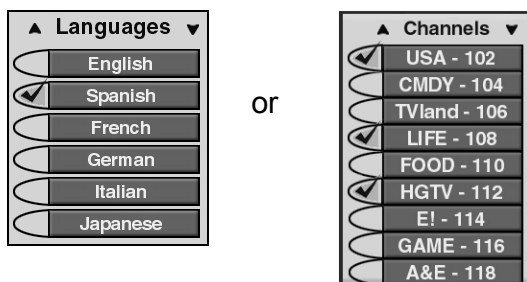 Languages
English
Spanish
French
German
Italian
Japanese
or
Channels
USA - 102
CMDY - 104
TVland - 106
LIFE - 108
FOOD - 110
HGTV - 112
E! - 114
GAME - 116
A&E - 118